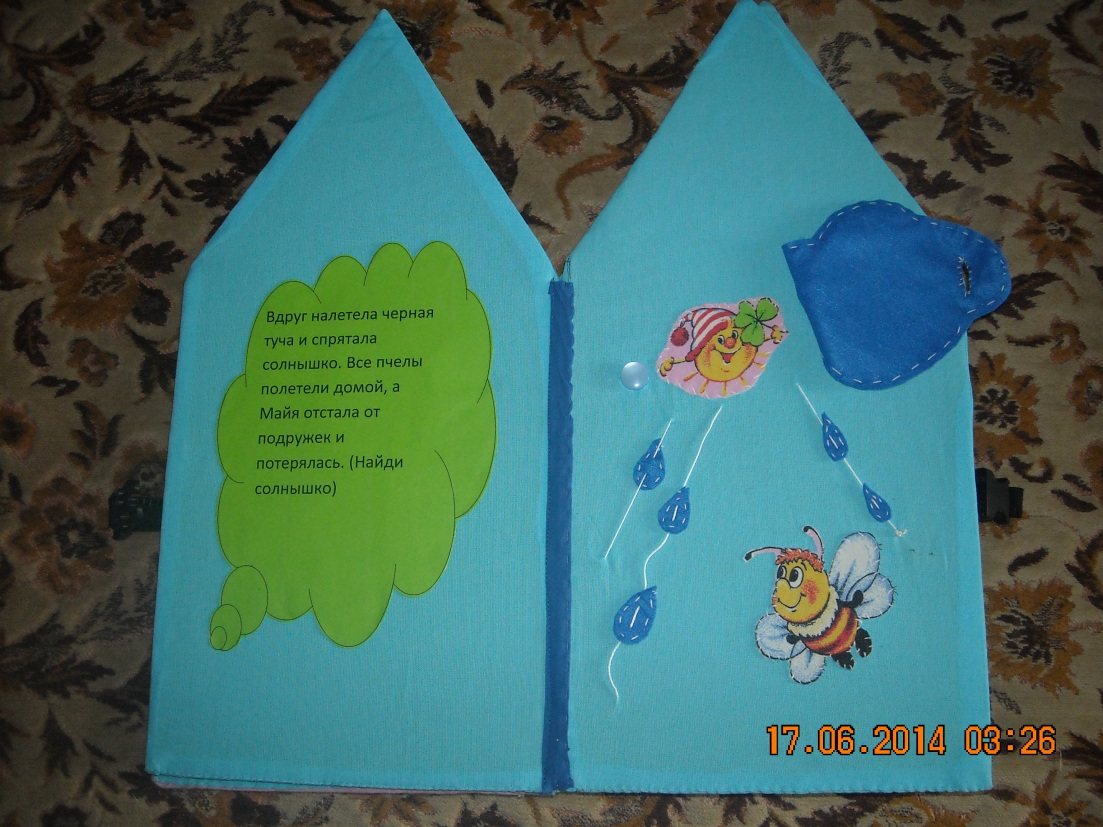 Вдруг налетела черная
туча и спрятала
солнышко. Все пчелы
полетели домой, а
Майя отстала от
подружек и
потерялась. (Найди
солнышко)
17.06.2014 03:26